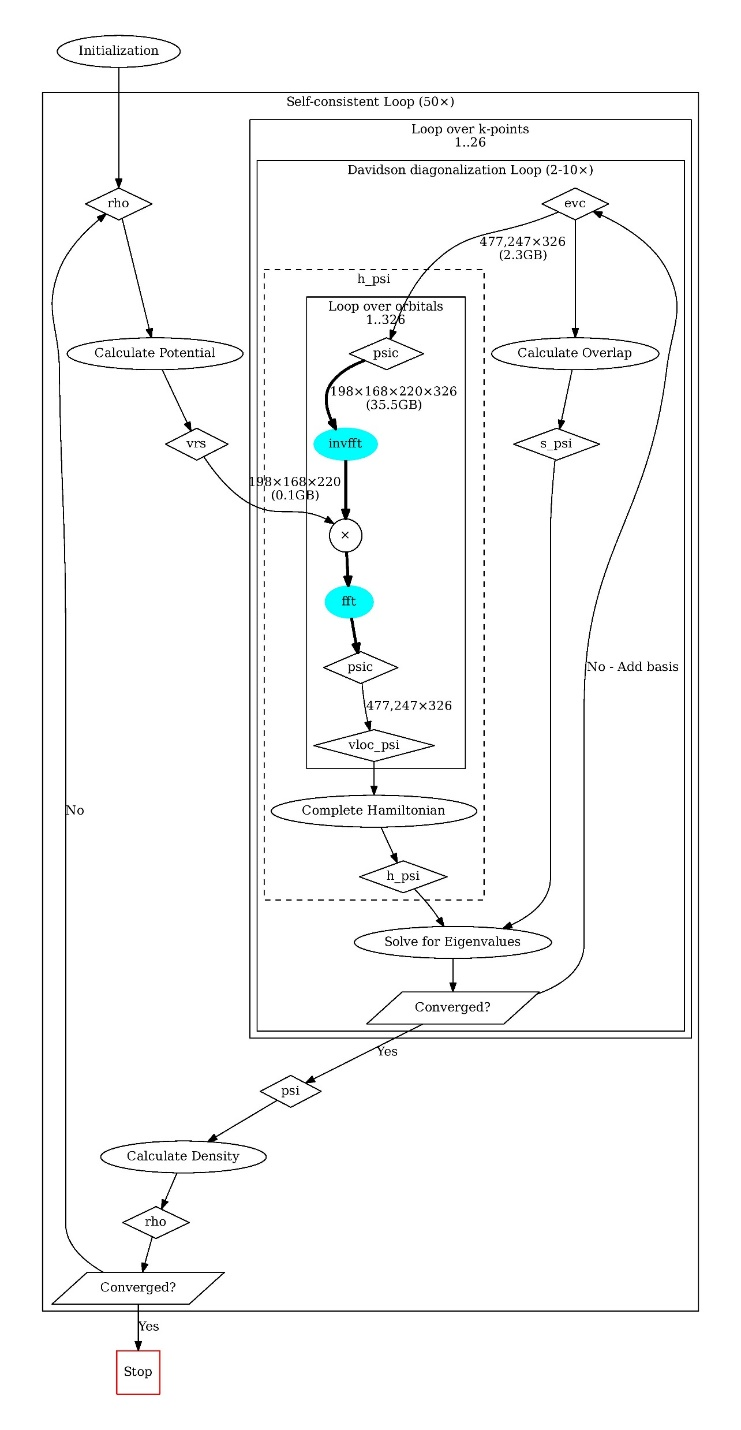 Initialization
Self-consistent Loop (50×)
Loop over k-points
1..26
Davidson diagonalization Loop (2-10×)
rho
evc
477,247×326
(2.3GB)
h_psi
Loop over orbitals
1..326
Calculate Potential
psic
Calculate Overlap
198×168×220×326
(35.5GB)
vrs
invfft
s_psi
198×168×220
(0.1GB)
×
fft
psic
No - Add basis
477,247×326
vloc_psi
No
Complete Hamiltonian
h_psi
Solve for Eigenvalues
Converged?
Yes
psi
Calculate Density
rho
Converged?
Yes
Stop